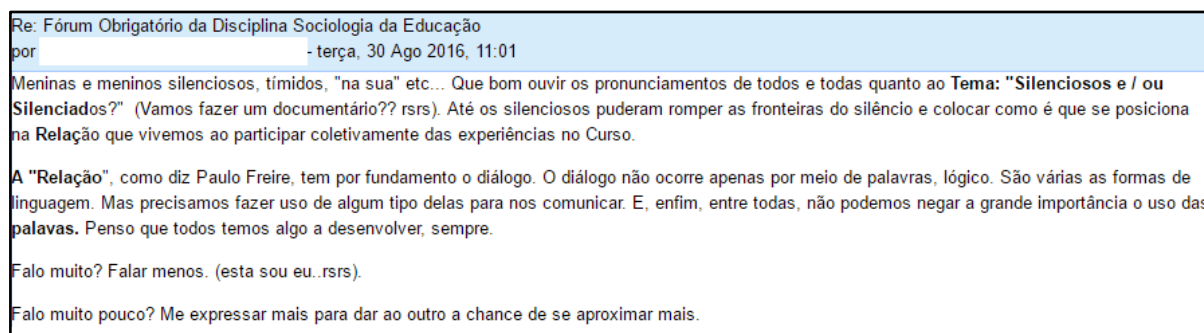 Re: Fórum Obrigatório da Disciplina Sociologia da Educação
por - terça, 30 Ago 2016, 11:01
Meninas e meninos silenciosos, tímidos, "na sua" etc... Que bom ouvir os pronunciamentos de todos e todas quanto ao Tema: "Silenciosos e / ou
Silenciados?" (Vamos fazer um documentário?? rsrs). Até os silenciosos puderam romper as fronteiras do silêncio e colocar como é que se posiciona
na Relação que vivemos ao participar coletivamente das experiências no Curso.
A "Relação", como diz Paulo Freire, tem por fundamento o diálogo. O diálogo não ocorre apenas por meio de palavras, lógico. São várias as formas de
linguagem. Mas precisamos fazer uso de algum tipo delas para nos comunicar. E, enfim, entre todas, não podemos negar a grande importância o uso das
palavas. Penso que todos temos algo a desenvolver, sempre.
Falo muito? Falar menos. (esta sou eu..rsrs).
Falo muito pouco? Me expressar mais para dar ao outro a chance de se aproximar mais.